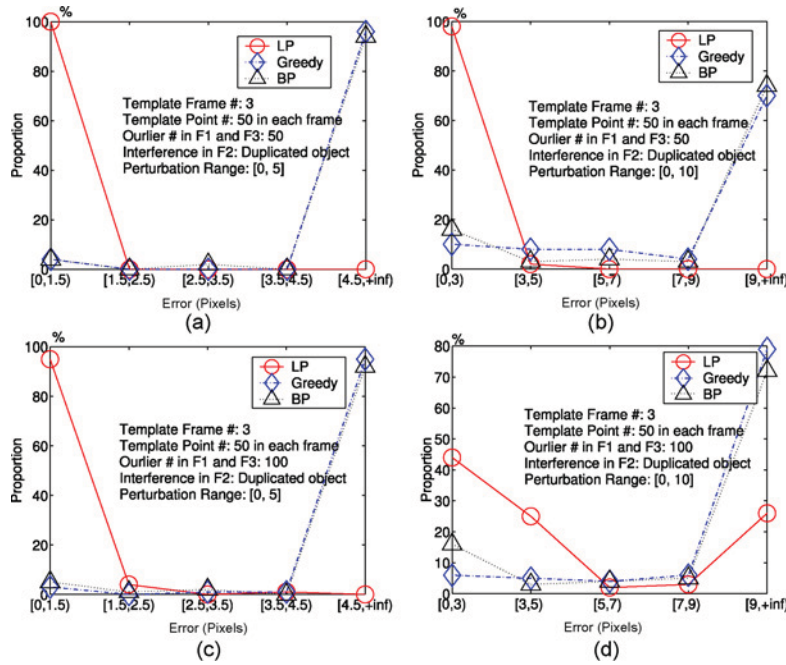 %
100
80
60
40
20
0
Proportion
LP
Greedy
BP
Template Frame #: 3
Template Point #: 50 in each frame
Ourlier # in F1 and F3: 50
Interference in F2: Duplicated object
Perturbation Range: [0, 5]
[0,1.5) [1.5,2.5) [2.5,3.5) [3.5,4.5) [4.5,+inf)
Error (Pixels)
(a)
%
100
80
60
40
20
0
Proportion
LP
Greedy
BP
Template Frame #: 3
Template Point #: 50 in each frame
Ourlier # in F1 and F3: 50
Interference in F2: Duplicated object
Perturbation Range: [0, 10]
[0,3) [3,5) [5,7) [7,9) [9,+inf)
Error (Pixels)
(b)
%
100
80
60
40
20
0
Proportion
LP
Greedy
BP
Template Frame #: 3
Template Point #: 50 in each frame
Ourlier # in F1 and F3: 100
Interference in F2: Duplicated object
Perturbation Range: [0, 5]
[0,1.5) [1.5,2.5) [2.5,3.5) [3.5,4.5) [4.5,+inf)
Error (Pixels)
(c)
%
80
70
60
50
40
30
20
10
0
Proportion
LP
Greedy
BP
Template Frame #: 3
Template Point #: 50 in each frame
Ourlier # in F1 and F3: 100
Interference in F2: Duplicated object
Perturbation Range: [0, 10]
[0,3) [3,5) [5,7) [7,9) [9,+inf)
Error (Pixels)
(d)